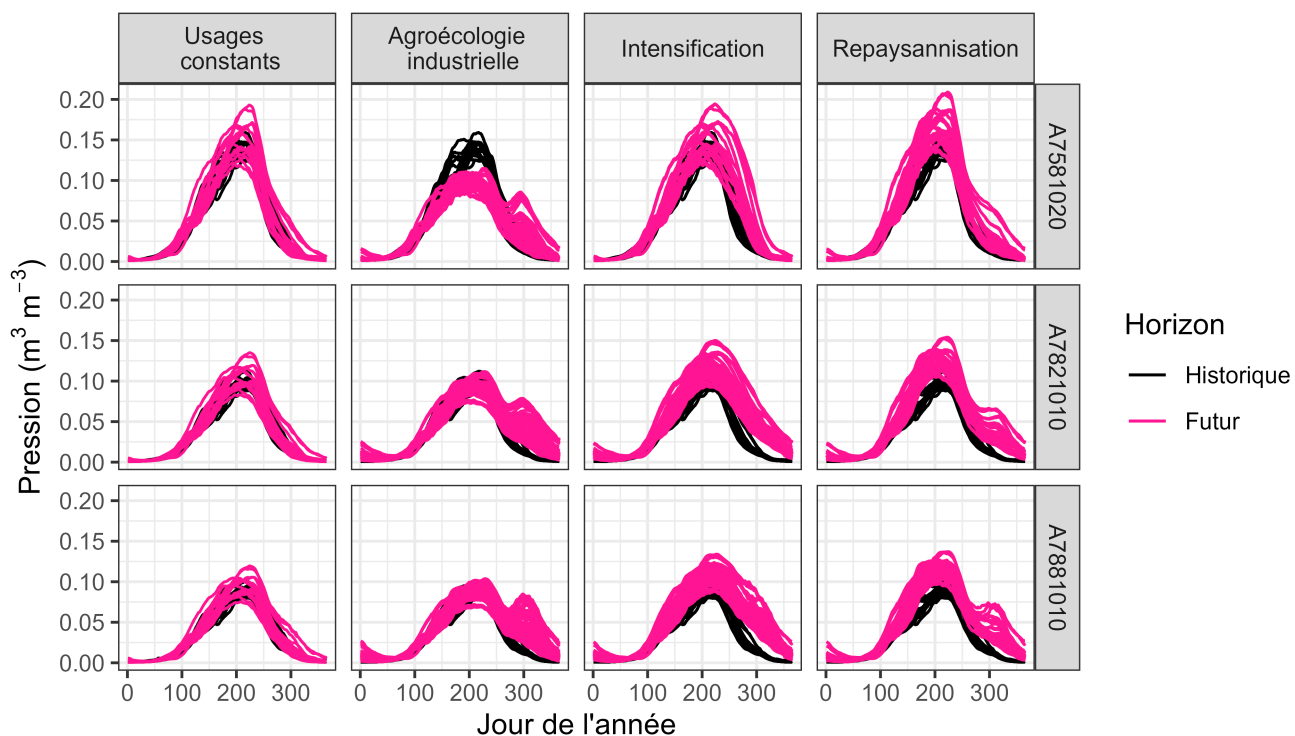 Usages
constants
Agroécologie
industrielle
Intensification
Repaysannisation
0.20
0.15
0.10
0.05
0.00
A7581020
0.20
0.15
0.10
0.05
0.00
A7821010
0.20
0.15
0.10
0.05
0.00
A7881010
Pression (m³ m⁻³)
0 100 200 300
0 100 200 300
0 100 200 300
0 100 200 300
Jour de l'année
Horizon
Historique
Futur